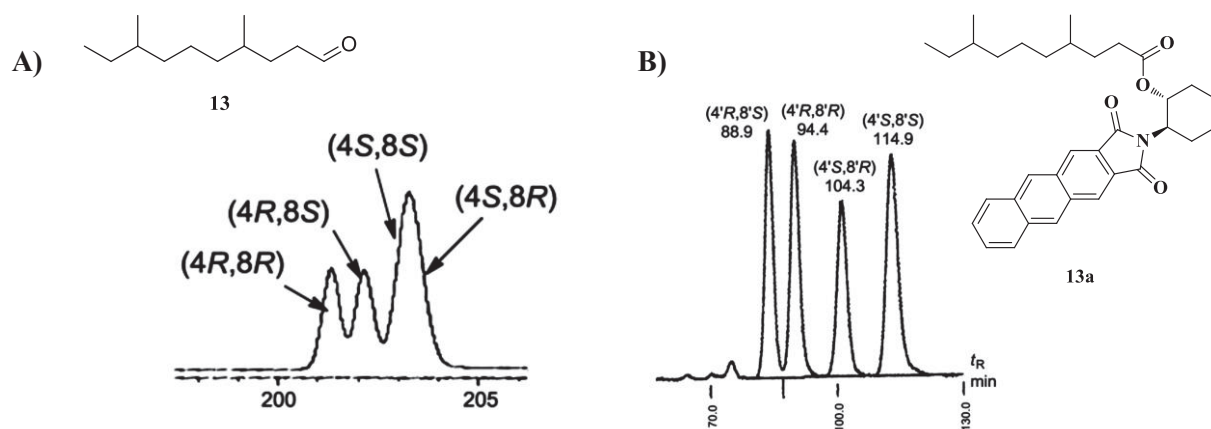 A)
O
13
(4S,8S)
(4R,8S)
(4S,8R)
(4R,8R)
200
205
B)
O
O
O
N
O
13a
(4'R,8'S)
88.9
(4'R,8'R)
94.4
(4'S,8'R)
104.3
(4'S,8'S)
114.9
tR
min
70.0
100.0
130.0